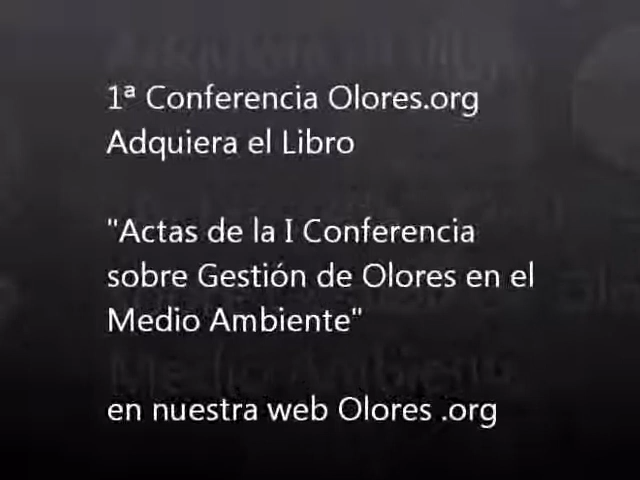 1ª Conferencia Olores.org
Adquiera el Libro
"Actas de la I Conferencia
sobre Gestión de Olores en el
Medio Ambiente"
en nuestra web Olores .org